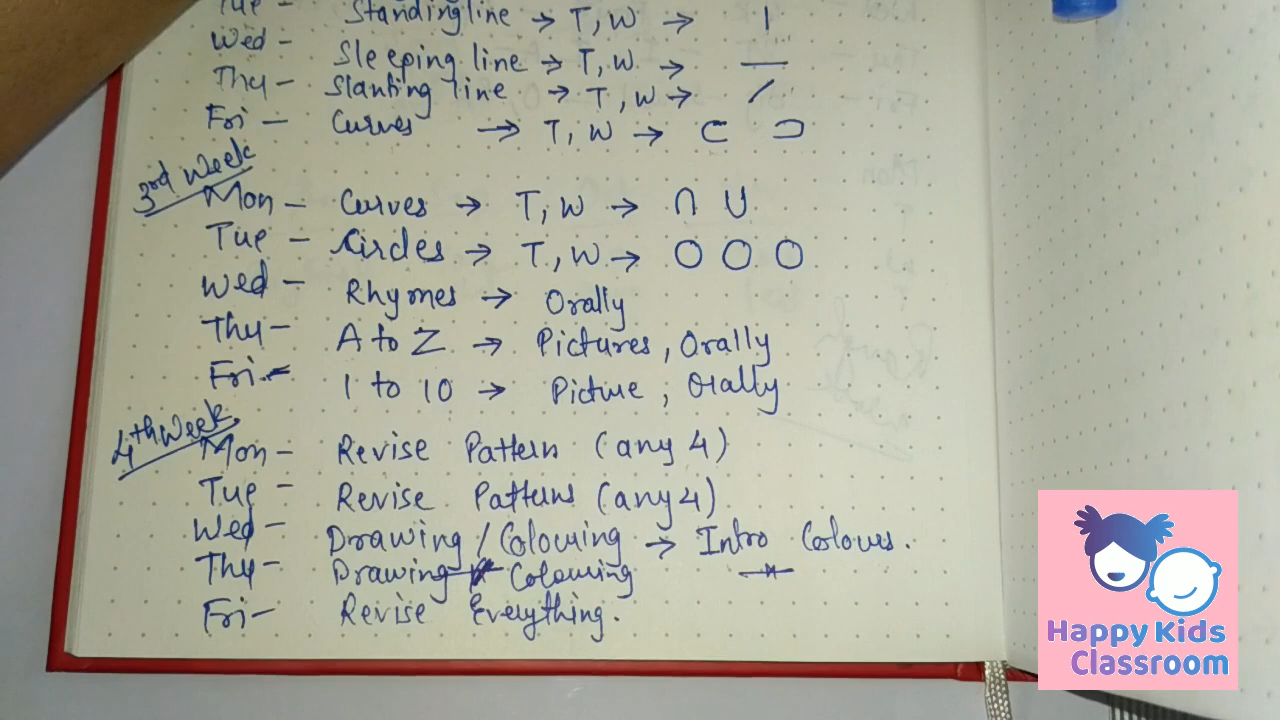 Tue - Standing line → T, W → |
Wed - Sleeping line → T, W → —
Thu - Slanting line → T, W → /
Fri - Curves → T, W → ⊂ ⊃
3rd Week
Mon - Curves → T, W → ∩ ∪
Tue - Circles → T, W → O O O
Wed - Rhymes → Orally
Thu - A to Z → Pictures, Orally
Fri - 1 to 10 → Picture, Orally
4th Week
Mon - Revise Pattern (any 4)
Tue - Revise Patterns (any 4)
Wed - Drawing / Colouring → Intro Colours.
Thu - Drawing Colouring
Fri - Revise Everything.
Happy Kids
Classroom